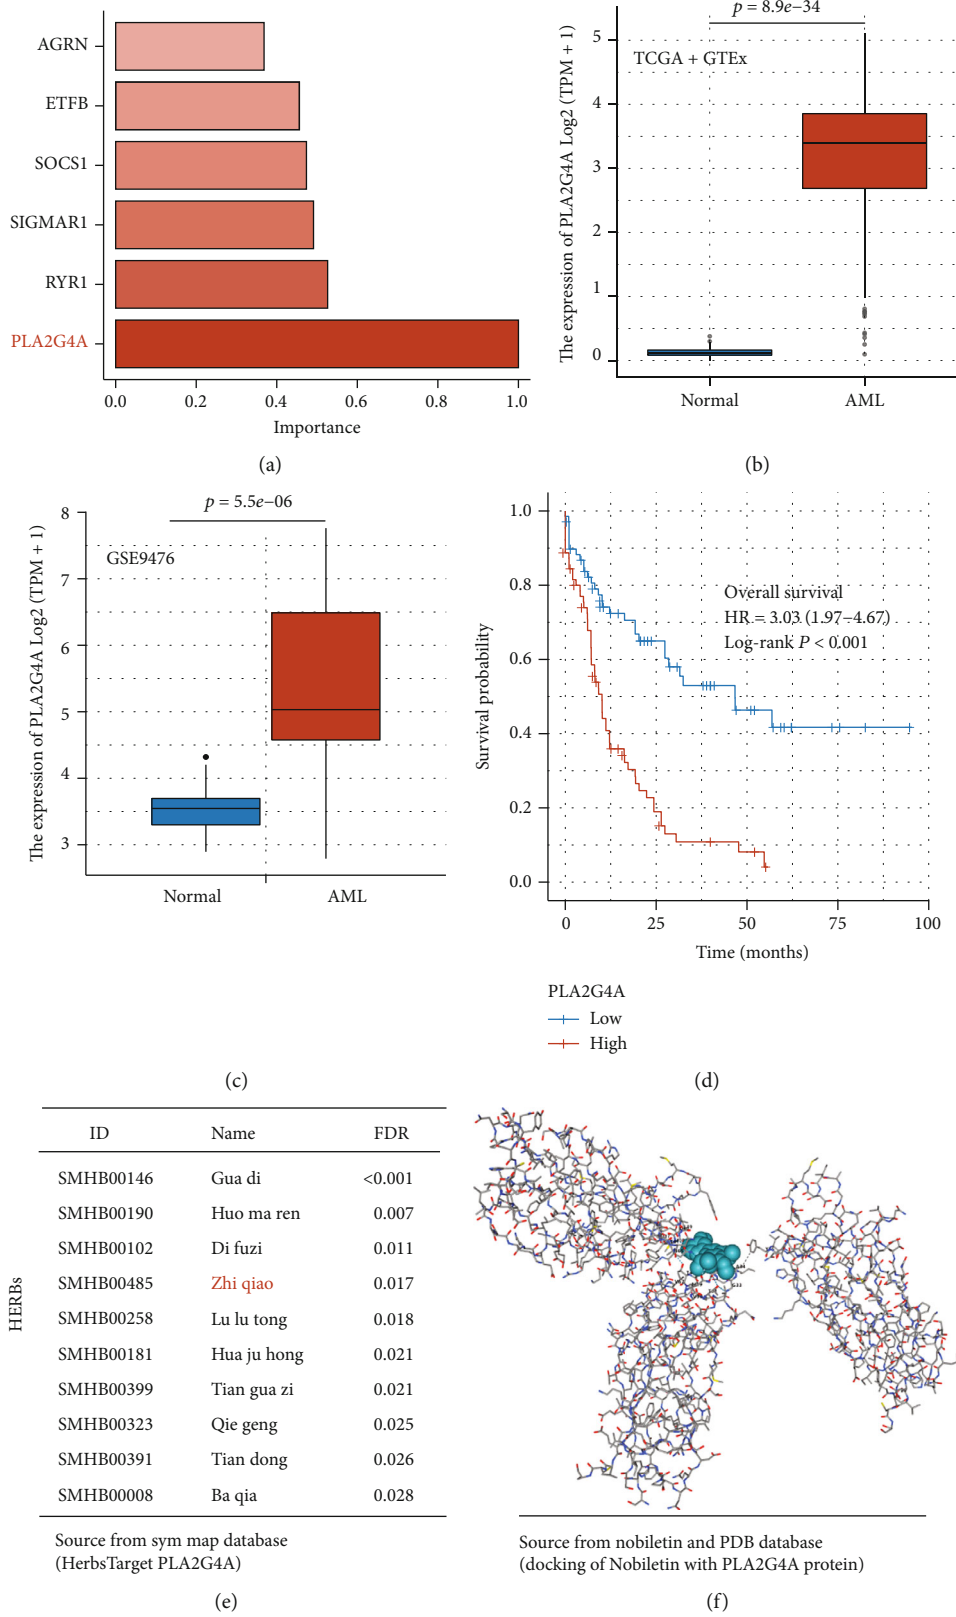 AGRN
ETFB
SOCS1
SIGMAR1
RYR1
PLA2G4A
0.0 0.2 0.4 0.6 0.8 1.0
Importance
(a)
p = 8.9e−34
TCGA + GTEx
The expression of PLA2G4A Log2 (TPM + 1)
5
4
3
2
1
0
Normal AML
(b)
p = 5.5e−06
GSE9476
The expression of PLA2G4A Log2 (TPM + 1)
8
7
6
5
4
3
Normal AML
(c)
Survival probability
1.0
0.8
0.6
0.4
0.2
0.0
Overall survival
HR = 3.03 (1.97−4.67)
Log-rank P < 0.001
0 25 50 75 100
Time (months)
PLA2G4A
Low
High
(d)
HERBs
ID Name FDR
SMHB00146 Gua di <0.001
SMHB00190 Huo ma ren 0.007
SMHB00102 Di fuzi 0.011
SMHB00485 Zhi qiao 0.017
SMHB00258 Lu lu tong 0.018
SMHB00181 Hua ju hong 0.021
SMHB00399 Tian gua zi 0.021
SMHB00323 Qie geng 0.025
SMHB00391 Tian dong 0.026
SMHB00008 Ba qia 0.028
Source from sym map database
(HerbsTarget PLA2G4A)
(e)
Source from nobiletin and PDB database
(docking of Nobiletin with PLA2G4A protein)
(f)